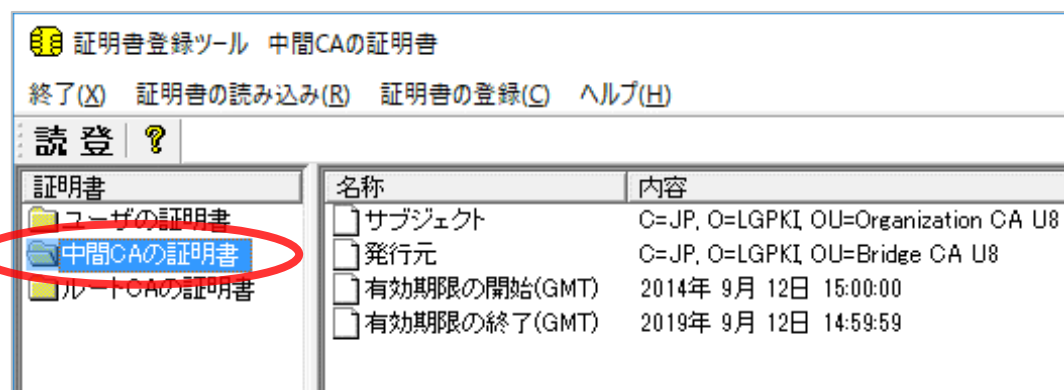 証明書登録ツール 中間CAの証明書
終了(X) 証明書の読み込み(R) 証明書の登録(C) ヘルプ(H)
読 登 ?
証明書
ユーザの証明書
中間CAの証明書
ルートCAの証明書
名称 内容
サブジェクト C=JP, O=LGPKI, OU=Organization CA U8
発行元 C=JP, O=LGPKI, OU=Bridge CA U8
有効期限の開始(GMT) 2014年 9月 12日 15:00:00
有効期限の終了(GMT) 2019年 9月 12日 14:59:59